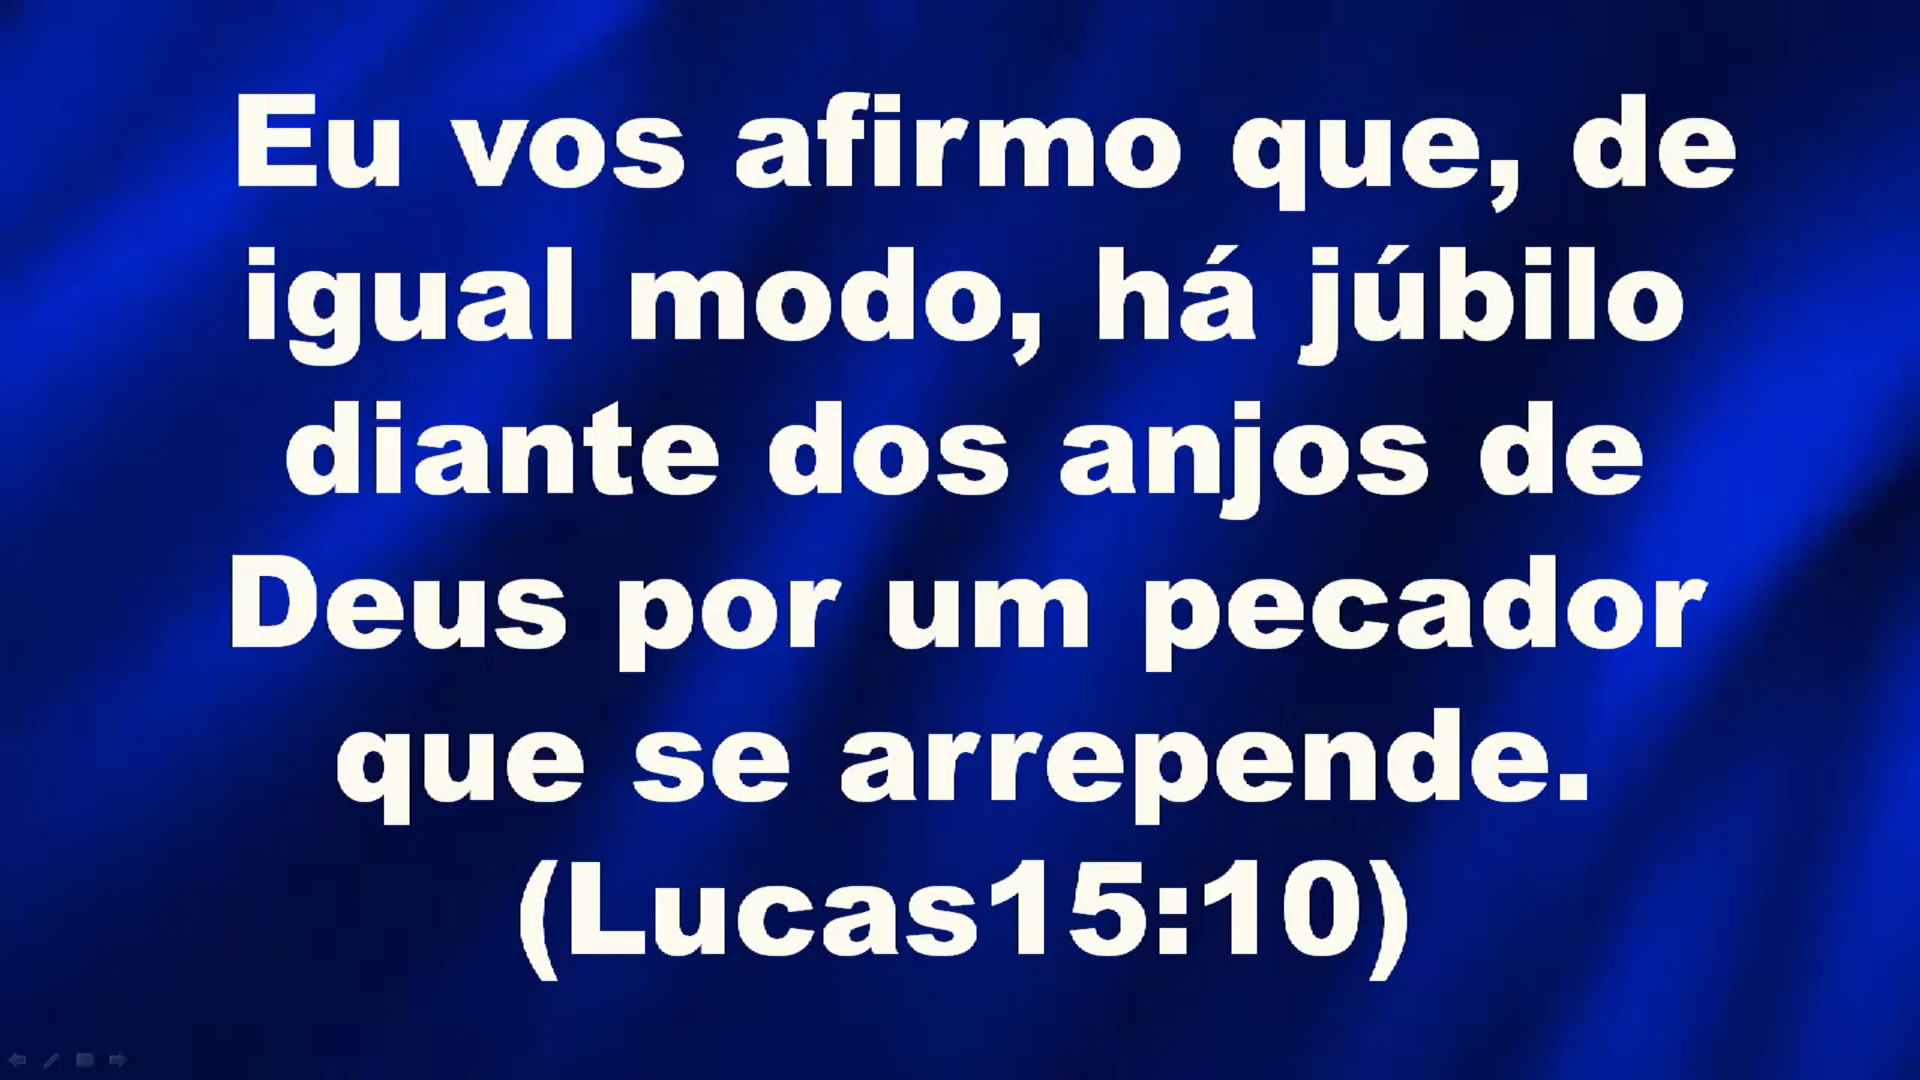 Eu vos afirmo que, de
igual modo, há júbilo
diante dos anjos de
Deus por um pecador
que se arrepende.
(Lucas15:10)